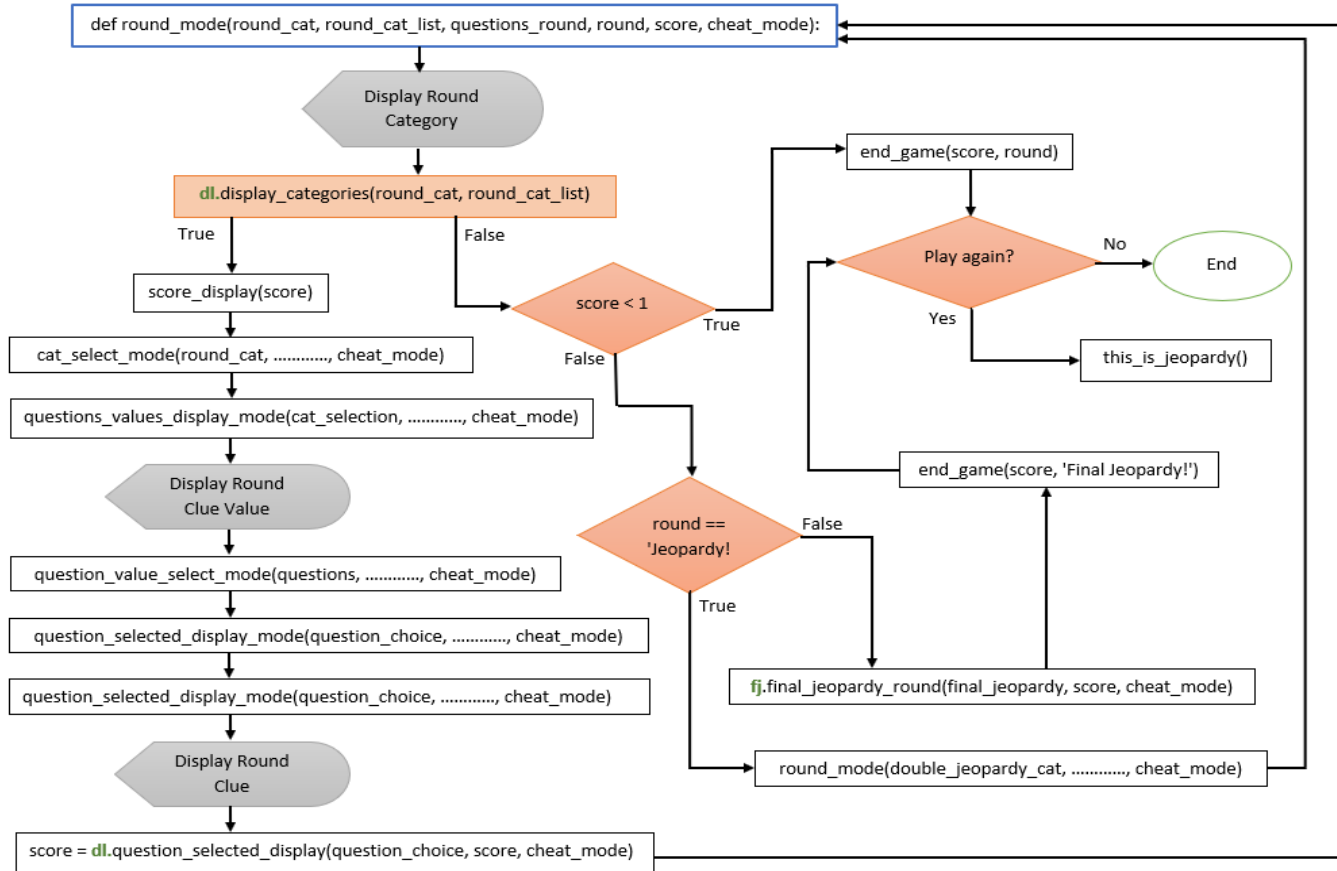 def round_mode(round_cat, round_cat_list, questions_round, round, score, cheat_mode):
Display Round
Category
dl.display_categories(round_cat, round_cat_list)
True
False
score_display(score)
cat_select_mode(round_cat, ............, cheat_mode)
questions_values_display_mode(cat_selection, ............, cheat_mode)
Display Round
Clue Value
question_value_select_mode(questions, ............, cheat_mode)
question_selected_display_mode(question_choice, ............, cheat_mode)
question_selected_display_mode(question_choice, ............, cheat_mode)
Display Round
Clue
score = dl.question_selected_display(question_choice, score, cheat_mode)
score < 1
True
False
end_game(score, round)
Play again?
No
End
Yes
this_is_jeopardy()
round ==
'Jeopardy!
False
True
end_game(score, 'Final Jeopardy!')
fj.final_jeopardy_round(final_jeopardy, score, cheat_mode)
round_mode(double_jeopardy_cat, ............, cheat_mode)